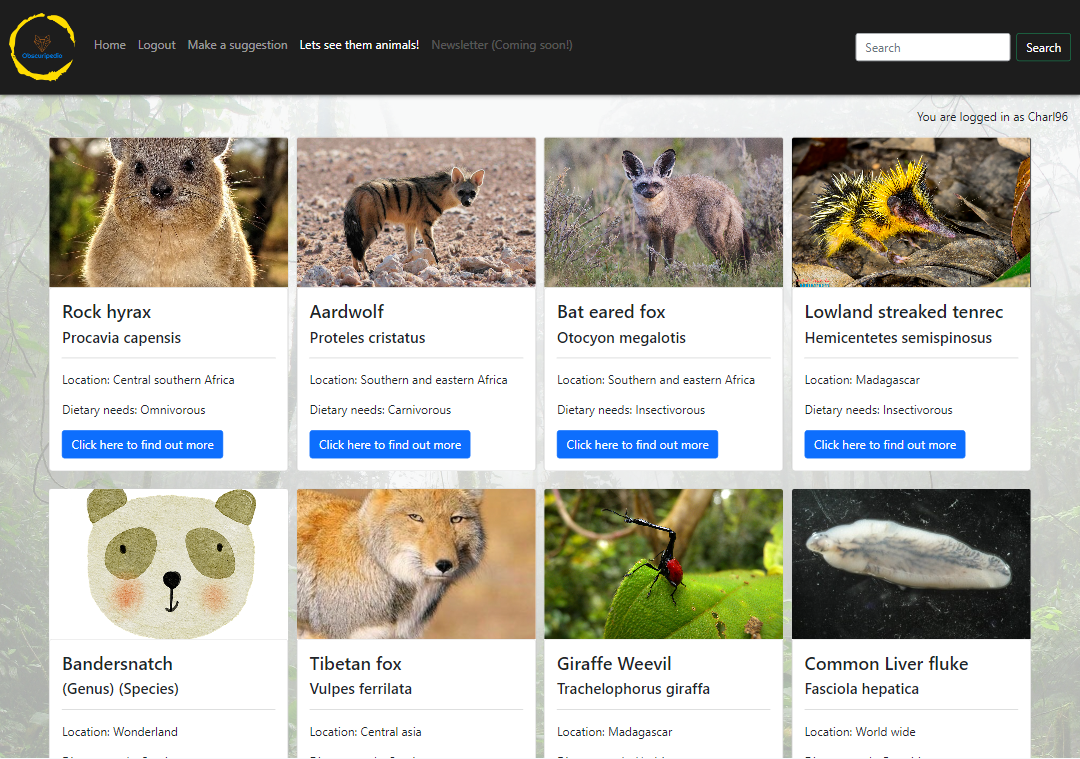 Obscuripedia
Home Logout Make a suggestion Lets see them animals! Newsletter (Coming soon!)
Search Search
You are logged in as Charl96
Rock hyrax
Procavia capensis
Location: Central southern Africa
Dietary needs: Omnivorous
Click here to find out more
Aardwolf
Proteles cristatus
Location: Southern and eastern Africa
Dietary needs: Carnivorous
Click here to find out more
Bat eared fox
Otocyon megalotis
Location: Southern and eastern Africa
Dietary needs: Insectivorous
Click here to find out more
Lowland streaked tenrec
Hemicentetes semispinosus
Location: Madagascar
Dietary needs: Insectivorous
Click here to find out more
Bandersnatch
(Genus) (Species)
Location: Wonderland
Tibetan fox
Vulpes ferrilata
Location: Central asia
Giraffe Weevil
Trachelophorus giraffa
Location: Madagascar
Common Liver fluke
Fasciola hepatica
Location: World wide